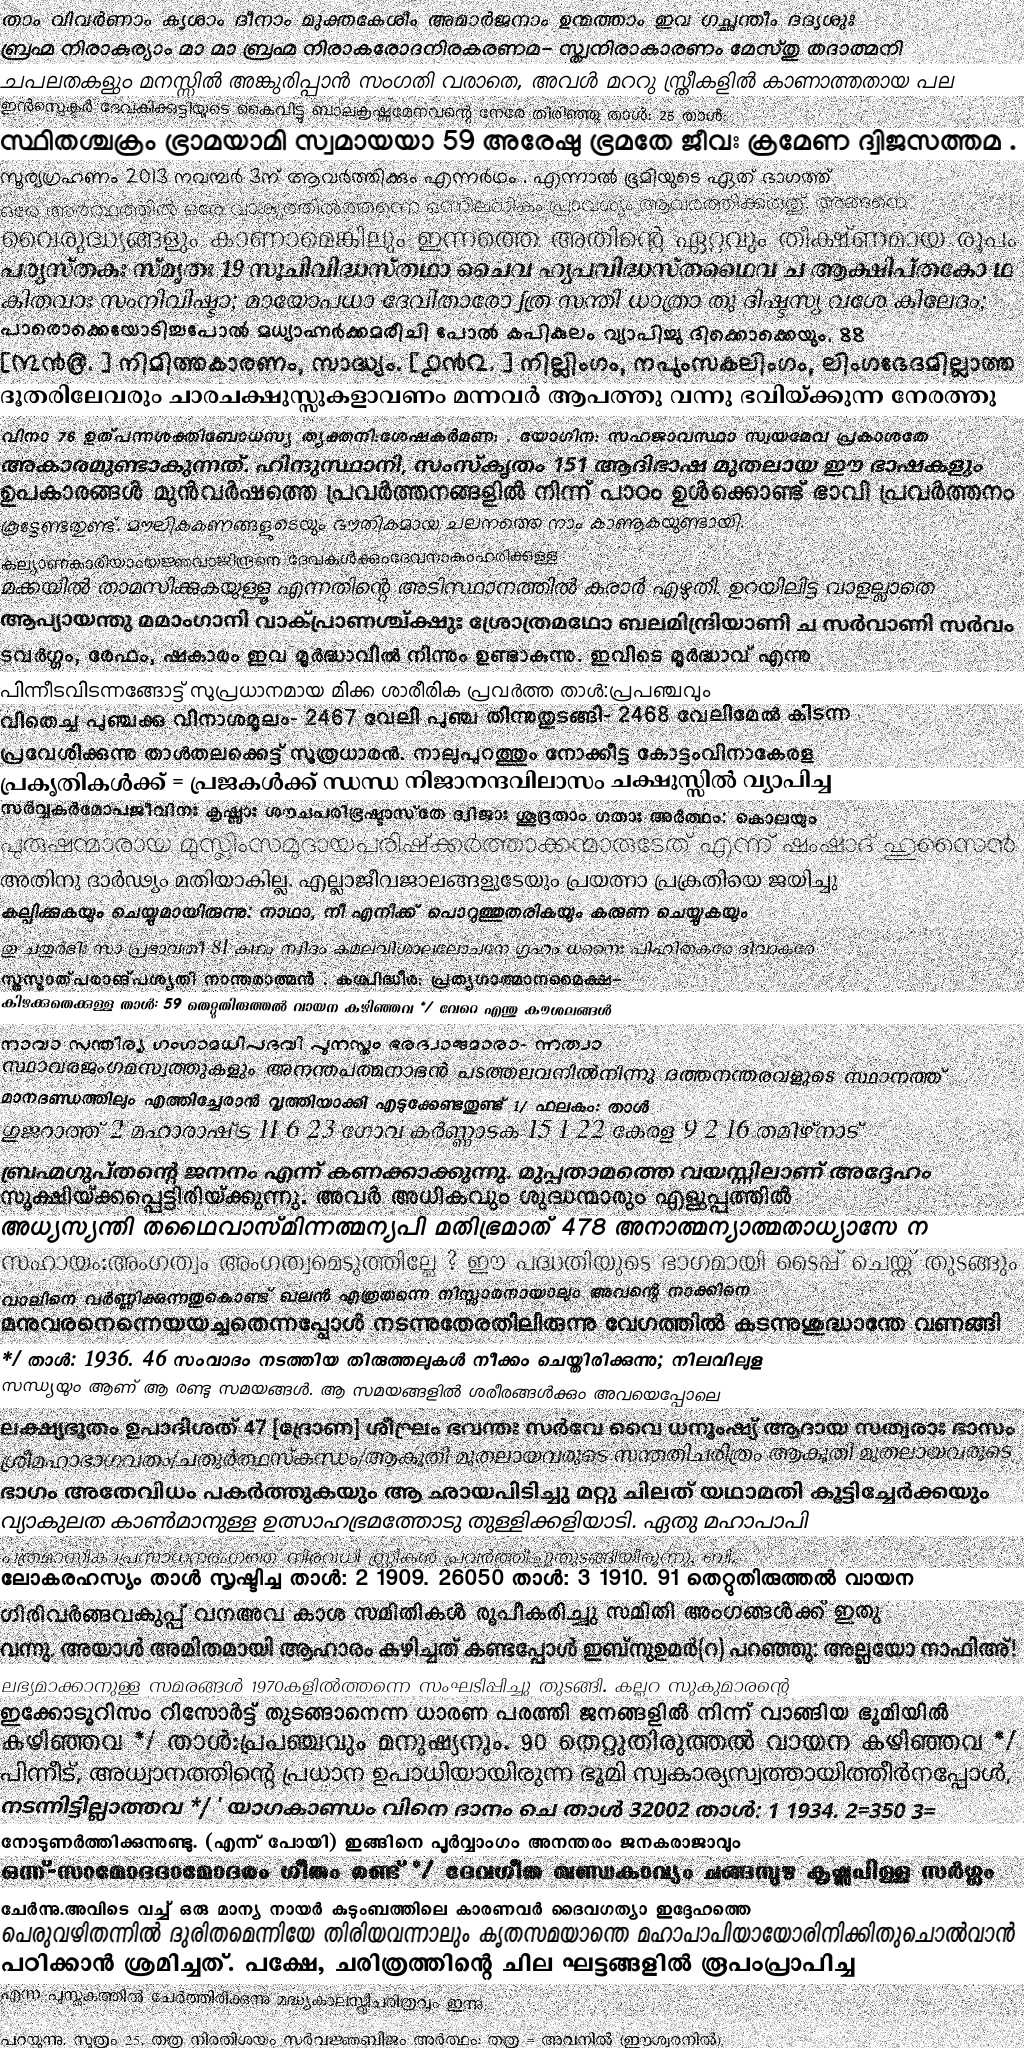 താം വിവർണാം കൃശാം ദീനാം മുക്തകേശീം അമാർജനാം ഉന്മത്താം ഇവ ഗച്ഛന്തീം ദദൃശുഃ
ബ്രഹ്മ നിരാകുര്യാം മാ മാ ബ്രഹ്മ നിരാകരോദനിരകരണമ– സ്ത്വനിരാകാരണം മേസ്തു തദാത്മനി
ചപലതകളും മനസ്സിൽ അങ്കുരിപ്പാൻ സംഗതി വരാതെ, അവൾ മററു സ്ത്രീകളിൽ കാണാത്തതായ പല
ഇൻസ്പെക്ടർ ദേവകിക്കുട്ടിയുടെ കൈവിട്ടു ബാലകൃഷ്ണമേനവന്റെ നേരേ തിരിഞ്ഞു താൾ: 25 താൾ:
സ്ഥിതശ്ചക്രം ഭ്രാമയാമി സ്വമായയാ 59 അരേഷു ഭ്രമതേ ജീവഃ ക്രമേണ ദ്വിജസത്തമ .
സൂര്യഗ്രഹണം 2013 നവമ്പർ 3ന് ആവർത്തിക്കും എന്നർഥം . എന്നാൽ ഭൂമിയുടെ ഏത് ഭാഗത്ത്
ഒരേ അർത്ഥത്തിൽ ഒരേ വാക്യത്തിൽത്തന്നെ ഒന്നിലധികം പ്രാവശ്യം ആവർത്തിക്കരുത്. അങ്ങനെ
വൈരുദ്ധ്യങ്ങളും കാണാമെങ്കിലും ഇന്നത്തെ അതിന്റെ ഏറ്റവും തീക്ഷ്ണമായ രൂപം
പര്യസ്തകഃ സ്മൃതഃ 19 സൂചിവിദ്ധസ്തഥാ ചൈവ ഹ്യപവിദ്ധസ്തഥൈവ ച ആക്ഷിപ്തകോ ഥ
കിതവാഃ സംനിവിഷ്ടാ; മായോപധാ ദേവിതാരോ ഽത്ര സന്തി ധാത്രാ തു ദിഷ്ടസ്യ വശേ കിലേദം;
പാരൊക്കെയോടിച്ചപോൽ മധ്യാഹ്നർക്കമരീചി പോൽ കപികുലം വ്യാപിച്ചു ദിക്കൊക്കെയും. 88
[൩ൻ൫. ] നിമിത്തകാരണം, സാദ്ധ്യം. [൧ൻ൨. ] നില്ലിംഗം, നപുംസകലിംഗം, ലിംഗഭേദമില്ലാത്ത
ദൂതരിലേവരും ചാരചക്ഷുസ്സുകളാവണം മന്നവർ ആപത്തു വന്നു ഭവിയ്ക്കുന്ന നേരത്തു
വിനാ 76 ഉത്പന്നശക്തിബോധസ്യ ത്യക്തനി:ശേഷകർമണ: . യോഗിന: സഹജാവസ്ഥാ സ്വയമേവ പ്രകാശതേ
അകാരമുണ്ടാകുന്നത്. ഹിന്ദുസ്ഥാനി, സംസ്കൃതം 151 ആദിഭാഷ മുതലായ ഈ ഭാഷകളും
ഉപകാരങ്ങൾ മുൻവർഷത്തെ പ്രവർത്തനങ്ങളിൽ നിന്ന് പാഠം ഉൾക്കൊണ്ട് ഭാവി പ്രവർത്തനം
കൂട്ടേണ്ടതുണ്ട്. മൗലികകണങ്ങളുടെയും ഭൗതികമായ ചലനത്തെ നാം കാണുകയുണ്ടായി.
കല്യാണകാരിയാംയജ്ഞവാജീന്ദ്രനെ ദേവകൾക്കുംദേവനാകുംഹരിക്കുള്ള
മക്കയിൽ താമസിക്കുകയുള്ളൂ എന്നതിന്റെ അടിസ്ഥാനത്തിൽ കരാർ എഴുതി. ഉറയിലിട്ട വാളല്ലാതെ
ആപ്യായന്തു മമാംഗാനി വാക്പ്രാണശ്ച്ക്ഷുഃ ശ്രോത്രമഥോ ബലമിന്ദ്രിയാണി ച സർവാണി സർവം
ടവർഗ്ഗം, രേഫം, ഷകാരം ഇവ മൂർദ്ധാവിൽ നിന്നും ഉണ്ടാകുന്നു. ഇവിടെ മൂർദ്ധാവ് എന്നു
പിന്നീടവിടന്നങ്ങോട്ട് സുപ്രധാനമായ മിക്ക ശാരീരിക പ്രവർത്ത താൾ:പ്രപഞ്ചവും
വിതെച്ച പുഞ്ചക്കു വിനാശമൂലം- 2467 വേലി പുഞ്ച തിന്നുതുടങ്ങി- 2468 വേലിമേൽ കിടന്ന
പ്രവേശിക്കുന്നു താൾതലക്കെട്ട് സൂത്രധാരൻ. നാലുപുറത്തും നോക്കീട്ട കോട്ടംവിനാകേരള
പ്രകൃതികൾക്ക് = പ്രജകൾക്ക് ന്ധന്ധ നിജാനന്ദവിലാസം ചക്ഷുസ്സിൽ വ്യാപിച്ച
സർവ്വകർമോപജീവിനഃ കൃഷ്ണാഃ ശൗചപരിഭ്രഷ്ടാസ്തേ ദ്വിജാഃ ശൂദ്രതാം ഗതാഃ അർത്ഥം: കൊലയും
പുരുഷന്മാരായ മുസ്ലിംസമുദായപരിഷ്ക്കർത്താക്കന്മാരുടേത് എന്ന് ഷംഷാദ് ഹുസൈൻ
അതിനു ദാർഢ്യം മതിയാകില്ല. എല്ലാജീവജാലങ്ങളുടേയും പ്രയത്നാ പ്രകൃതിയെ ജയിച്ചു
കല്പിക്കുകയും ചെയ്യുമായിരുന്നു: നാഥാ, നീ എനിക്ക് പൊറുത്തുതരികയും കരുണ ചെയ്യുകയും
തു ചതുർഭിഃ സാ പ്രഭാവതീ 81 കഥം ന്വിദം കമലവിശാലലോചനേ ഗൃഹം ധനൈഃ പിഹിതകരേ ദിവാകരേ
സ്തസ്മാത്പരാങ്പശ്യതി നാന്തരാത്മൻ . കശ്ചിദ്ധീര: പ്രത്യഗാത്മാനമൈക്ഷ–
കിഴക്കുതെക്കുള്ള താൾ: 59 തെറ്റുതിരുത്തൽ വായന കഴിഞ്ഞവ */ വേറെ എന്തു കൗശലങ്ങൾ
നാവാ സന്തീര്യ ഗംഗാമധിപദവി പുനസ്തം ഭരദ്വാജമാരാ- ന്നത്വാ
സ്ഥാവരജംഗമസ്വത്തുകളും അനന്തപത്മനാഭൻ പടത്തലവനിൽനിന്നു ദത്തനന്തരവളുടെ സ്ഥാനത്ത്
മാനദണ്ഡത്തിലും എത്തിച്ചേരാൻ വൃത്തിയാക്കി എടുക്കേണ്ടതുണ്ട് 1/ ഫലകം: താൾ
ഗുജറാത്ത് 2 മഹാരാഷ്ട്ര 11 6 23 ഗോവ കർണ്ണാടക 15 1 22 കേരള 9 2 16 തമിഴ്നാട്
ബ്രഹ്മഗുപ്തന്റെ ജനനം എന്ന് കണക്കാക്കുന്നു. മുപ്പതാമത്തെ വയസ്സിലാണ് അദ്ദേഹം
സൂക്ഷിയ്ക്കപ്പെട്ടിരിയ്ക്കുന്നു. അവർ അധികവും ശുദ്ധന്മാരും എളുപ്പത്തിൽ
അധ്യസ്യന്തി തഥൈവാസ്മിന്നത്മന്യപി മതിഭ്രമാത് 478 അനാത്മന്യാത്മതാധ്യാസേ ന
സഹായം:അംഗത്വം അംഗത്വമെടുത്തില്ലേ ? ഈ പദ്ധതിയുടെ ഭാഗമായി ടൈപ്പ് ചെയ്തു് തുടങ്ങും
വാലിനെ വർണ്ണിക്കുന്നതുകൊണ്ട് ഖലൻ എത്രതന്നെ നിസ്സാരനായാലും അവന്റെ നാക്കിനെ
മനുവരനെന്നെയയച്ചതെന്നപ്പോൾ നടന്നുതേരതിലിരുന്നു വേഗത്തിൽ കടന്നുശുദ്ധാന്തേ വണങ്ങി
*/ താൾ: 1936. 46 സംവാദം നടത്തിയ തിരുത്തലുകൾ നീക്കം ചെയ്തിരിക്കുന്നു; നിലവിലുള
സന്ധ്യയും ആണ് ആ രണ്ടു സമയങ്ങൾ. ആ സമയങ്ങളിൽ ശരീരങ്ങൾക്കും അവയെപ്പോലെ
ലക്ഷ്യഭൂതം ഉപാദിശത് 47 [ദ്രോണ] ശീഘ്രം ഭവന്തഃ സർവേ വൈ ധനൂംഷ്യ് ആദായ സത്വരാഃ ഭാസം
ശ്രീമഹാഭാഗവതം/ചതുർത്ഥസ്കന്ധം/ആകൂതി മുതലായവരുടെ സന്തതിചരിത്രം ആകൂതി മുതലായവരുടെ
ഭാഗം അതേവിധം പകർത്തുകയും ആ ഛായപിടിച്ചു മറ്റു ചിലത് യഥാമതി കൂട്ടിച്ചേർക്കയും
വ്യാകുലത കാൺമാനുള്ള ഉത്സാഹഭ്രമത്തോടു തുള്ളിക്കളിയാടി. ഏതു മഹാപാപി
പത്രമാസികാപ്രസാധനരംഗത്തെ നിരവധി സ്ത്രീകൾ പ്രവർത്തിച്ചുതുടങ്ങിയിരുന്നു. ബി.
ലോകരഹസ്യം താൾ സൃഷ്ടിച്ച താൾ: 2 1909. 26050 താൾ: 3 1910. 91 തെറ്റുതിരുത്തൽ വായന
ഗിരിവർങ്ങവകുപ്പ് വനഅവ കാശ സമിതികൾ രൂപീകരിച്ചു സമിതി അംഗങ്ങൾക്ക് ഇതു
വന്നു. അയാൾ അമിതമായി ആഹാരം കഴിച്ചത് കണ്ടപ്പോൾ ഇബ്നുഉമർ(റ) പറഞ്ഞു: അല്ലയോ നാഫിഅ്!
ലഭ്യമാക്കാനുള്ള സമരങ്ങൾ 1970കളിൽത്തന്നെ സംഘടിപ്പിച്ചു തുടങ്ങി. കല്ലറ സുകുമാരന്റെ
ഇക്കോടൂറിസം റിസോർട്ട് തുടങ്ങാനെന്ന ധാരണ പരത്തി ജനങ്ങളിൽ നിന്ന് വാങ്ങിയ ഭൂമിയിൽ
കഴിഞ്ഞവ */ താൾ:പ്രപഞ്ചവും മനുഷ്യനും. 90 തെറ്റുതിരുത്തൽ വായന കഴിഞ്ഞവ */
പിന്നീട്, അധ്വാനത്തിന്റെ പ്രധാന ഉപാധിയായിരുന്ന ഭൂമി സ്വകാര്യസ്വത്തായിത്തീർനപ്പോൾ,
നടന്നിട്ടില്ലാത്തവ */ ' യാഗകാണ്ഡം വിനെ ദാനം ചെ താൾ 32002 താൾ: 1 1934. 2=350 3=
നോടുണർത്തിക്കുന്നുണ്ടു. (എന്ന് പോയി) ഇങ്ങിനെ പൂർവ്വാംഗം അനന്തരം ജനകരാജാവും
ഒന്ന്-സാമോദദാമോദരം ഗീതം രണ്ട് */ ദേവഗീത ഖണ്ഡകാവ്യം ചങ്ങമ്പുഴ കൃഷ്ണപിള്ള സർഗ്ഗം
ചേർന്നു.അവിടെ വച്ച് ഒരു മാന്യ നായർ കുടുംബത്തിലെ കാരണവർ ദൈവഗത്യാ ഇദ്ദേഹത്തെ
പെരുവഴിതന്നിൽ ദുരിതമെന്നിയേ തിരിയവന്നാലും കൃതസമയാന്തെ മഹാപാപിയായോരിനിക്കിതുചൊൽവാൻ
പഠിക്കാൻ ശ്രമിച്ചത്. പക്ഷേ, ചരിത്രത്തിന്റെ ചില ഘട്ടങ്ങളിൽ രൂപംപ്രാപിച്ച
എന്ന പുസ്തകത്തിൽ ചേർത്തിരിക്കുന്നു മദ്ധ്യകാലസ്ത്രീചരിത്രവും ഇന്നു
പറയുന്നു. സൂത്രം 25. തത്ര നിരതിശയം സർവജ്ഞബീജം അർത്ഥം: തത്ര = അവനിൽ (ഈശ്വരനിൽ),